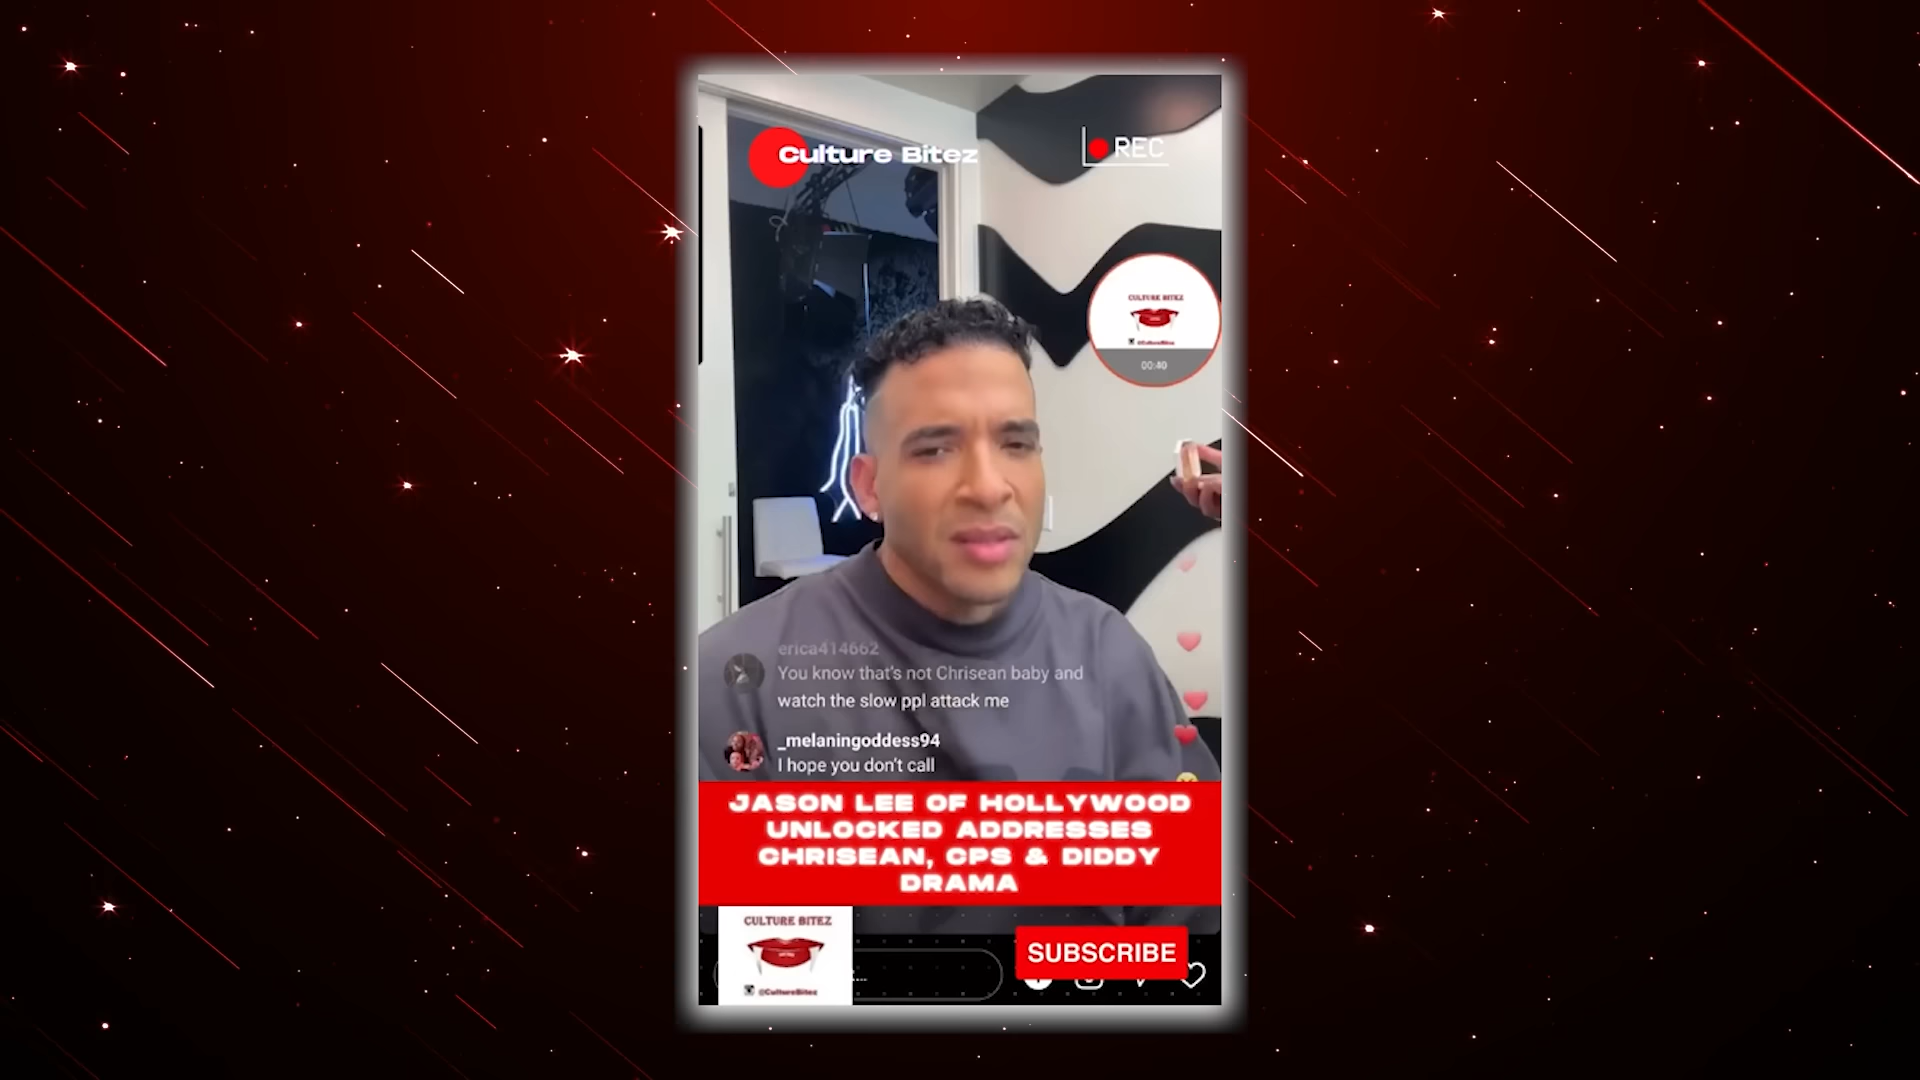 Culture Bitez
REC
CULTURE BITEZ
@CultureBitez
00:40
erica414662
You know that's not Chrisean baby and
watch the slow ppl attack me
_melaningoddess94
I hope you don't call
JASON LEE OF HOLLYWOOD
UNLOCKED ADDRESSES
CHRISEAN, CPS & DIDDY
DRAMA
CULTURE BITEZ
@CultureBitez
SUBSCRIBE